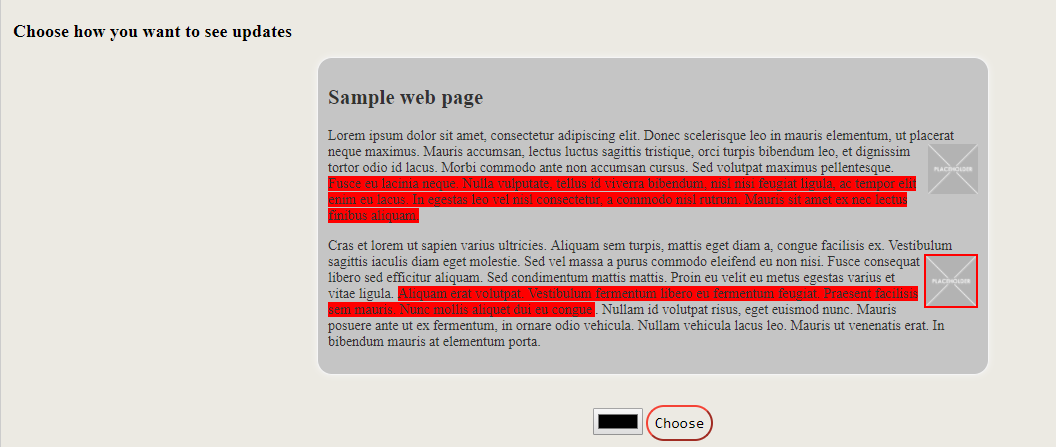 Choose how you want to see updates
Sample web page
Lorem ipsum dolor sit amet, consectetur adipiscing elit. Donec scelerisque leo in mauris elementum, ut placerat
neque maximus. Mauris accumsan, lectus luctus sagittis tristique, orci turpis bibendum leo, et dignissim
tortor odio id lacus. Morbi commodo ante non accumsan cursus. Sed volutpat maximus pellentesque.
PLACEHOLDER
Fusce eu lacinia neque. Nulla vulputate, tellus id viverra bibendum, nisl nisi feugiat ligula, ac tempor elit
enim eu lacus. In egestas leo vel nisl consectetur, a commodo nisl rutrum. Mauris sit amet ex nec lectus
finibus aliquam.
Cras et lorem ut sapien varius ultricies. Aliquam sem turpis, mattis eget diam a, congue facilisis ex. Vestibulum
sagittis iaculis diam eget molestie. Sed vel massa a purus commodo eleifend eu non nisi. Fusce consequat
libero sed efficitur aliquam. Sed condimentum mattis mattis. Proin eu velit eu metus egestas varius et
PLACEHOLDER
vitae ligula. Aliquam erat volutpat. Vestibulum fermentum libero eu fermentum feugiat. Praesent facilisis
sem mauris. Nunc mollis aliquet dui eu congue. Nullam id volutpat risus, eget euismod nunc. Mauris
posuere ante ut ex fermentum, in ornare odio vehicula. Nullam vehicula lacus leo. Mauris ut venenatis erat. In
bibendum mauris at elementum porta.
Choose